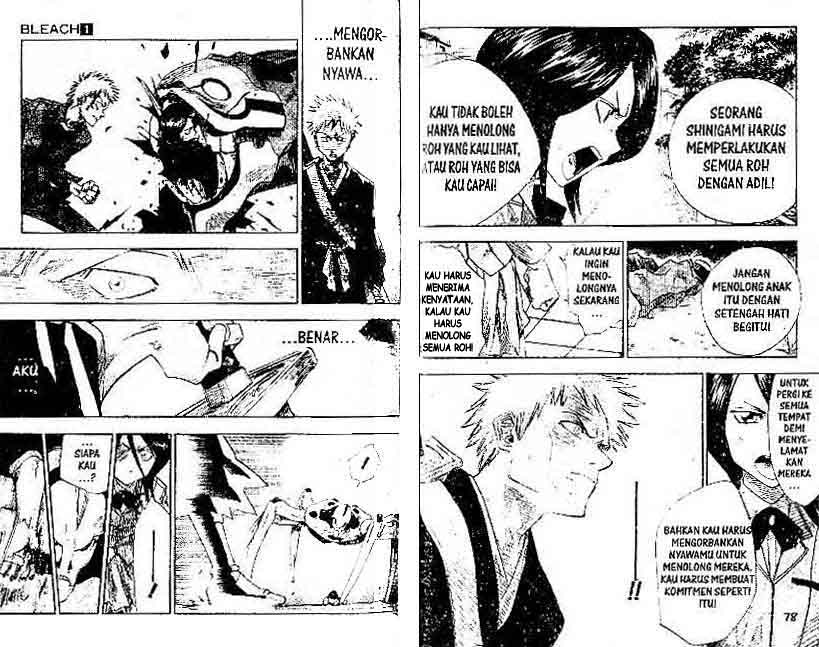 SEORANG
SHINIGAMI HARUS
MEMPERLAKUKAN
SEMUA ROH
DENGAN ADIL!
KAU TIDAK BOLEH
HANYA MENOLONG
ROH YANG KAU LIHAT,
ATAU ROH YANG BISA
KAU CAPAI!
JANGAN
MENOLONG ANAK
ITU DENGAN
SETENGAH HATI
BEGITU!
KALAU KAU
INGIN
MENO-
LONGNYA
SEKARANG
...
KAU HARUS
MENERIMA
KENYATAAN,
KALAU KAU
HARUS
MENOLONG
SEMUA ROH!
UNTUK
PERGI KE
SEMUA
TEMPAT
DEMI
MENYE-
LAMAT
KAN
MEREKA
...
BAHKAN KAU HARUS
MENGORBANKAN
NYAWAMU UNTUK
MENOLONG MEREKA.
KAU HARUS MEMBUAT
KOMITMEN SEPERTI
ITU!
!!
78
BLEACH 1
....MENGOR-
BANKAN
NYAWA...
...BENAR...
AKU
....
!
...
SIAPA
KAU
...?